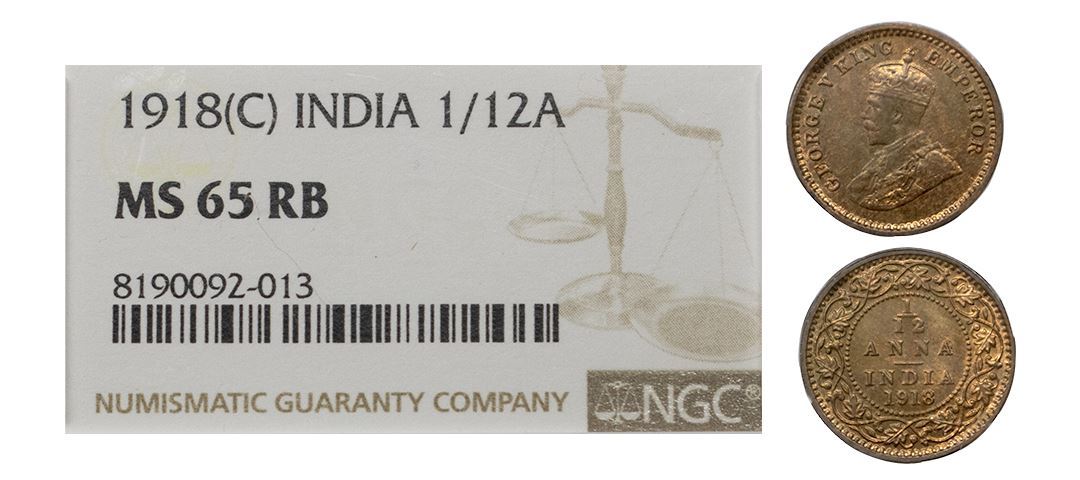 1918(C) INDIA 1/12A
MS 65 RB
8190092-013
NUMISMATIC GUARANTY COMPANY
NGC®
GEORGE V KING EMPEROR
1
12
ANNA
INDIA
1918